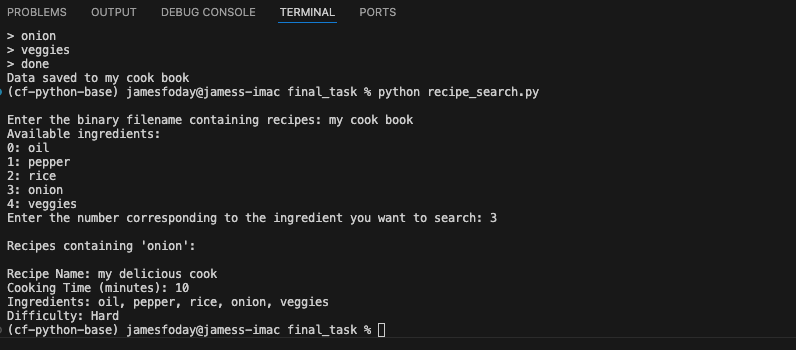 PROBLEMS OUTPUT DEBUG CONSOLE TERMINAL PORTS
> onion
> veggies
> done
Data saved to my cook book
(cf-python-base) jamesfoday@jamess-imac final_task % python recipe_search.py
Enter the binary filename containing recipes: my cook book
Available ingredients:
0: oil
1: pepper
2: rice
3: onion
4: veggies
Enter the number corresponding to the ingredient you want to search: 3
Recipes containing 'onion':
Recipe Name: my delicious cook
Cooking Time (minutes): 10
Ingredients: oil, pepper, rice, onion, veggies
Difficulty: Hard
(cf-python-base) jamesfoday@jamess-imac final_task %